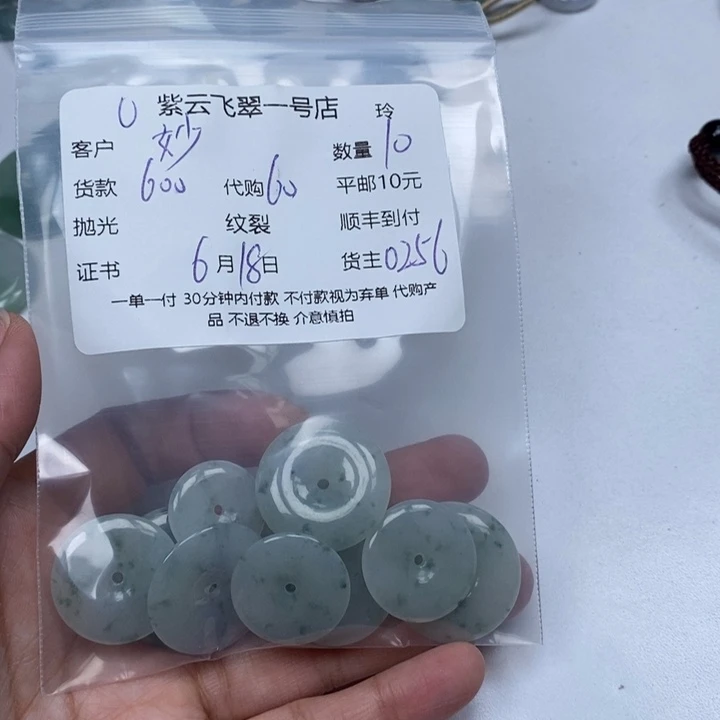 U 紫云飞翠一号店 玲
客户 妙 数量 10
货款 600 代购 60 平邮10元
抛光 纹裂 顺丰到付
证书 6月18日 货主0256
一单一付 30分钟内付款 不付款视为弃单 代购产
品 不退不换 介意慎拍